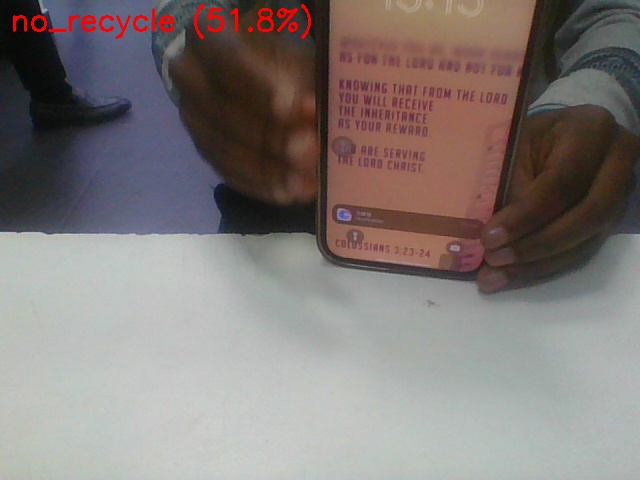 no_recycle (51.8%)
AS FOR THE LORD AND NOT FOR
KNOWING THAT FROM THE LORD
YOU WILL RECEIVE
THE INHERITANCE
AS YOUR REWARD.
ARE SERVING
THE LORD CHRIST.
COLOSSIANS 3:23-24